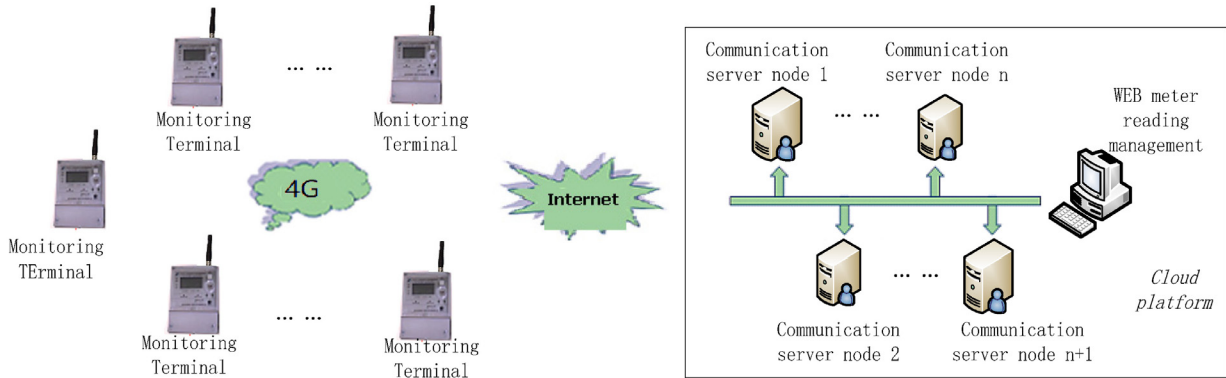 ... ...
Monitoring
Terminal
Monitoring
Terminal
Monitoring
TErminal
4G
Internet
... ...
Monitoring
Terminal
Monitoring
Terminal
Communication
server node 1
Communication
server node n
... ...
WEB meter
reading
management
... ...
Communication
server node 2
Communication
server node n+1
Cloud
platform